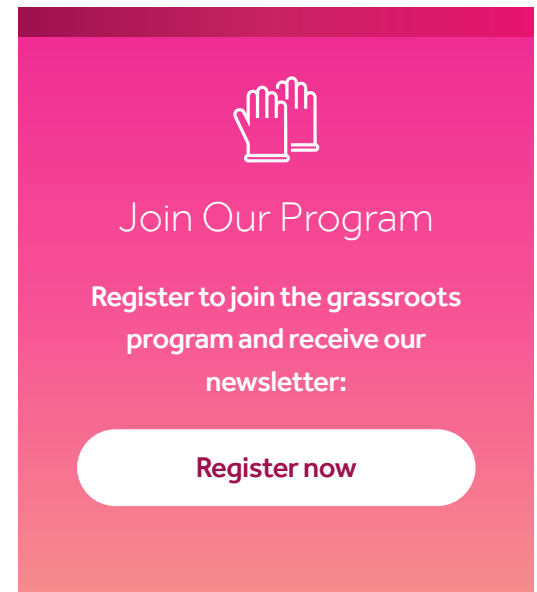 Join Our Program
Register to join the grassroots
program and receive our
newsletter:
Register now